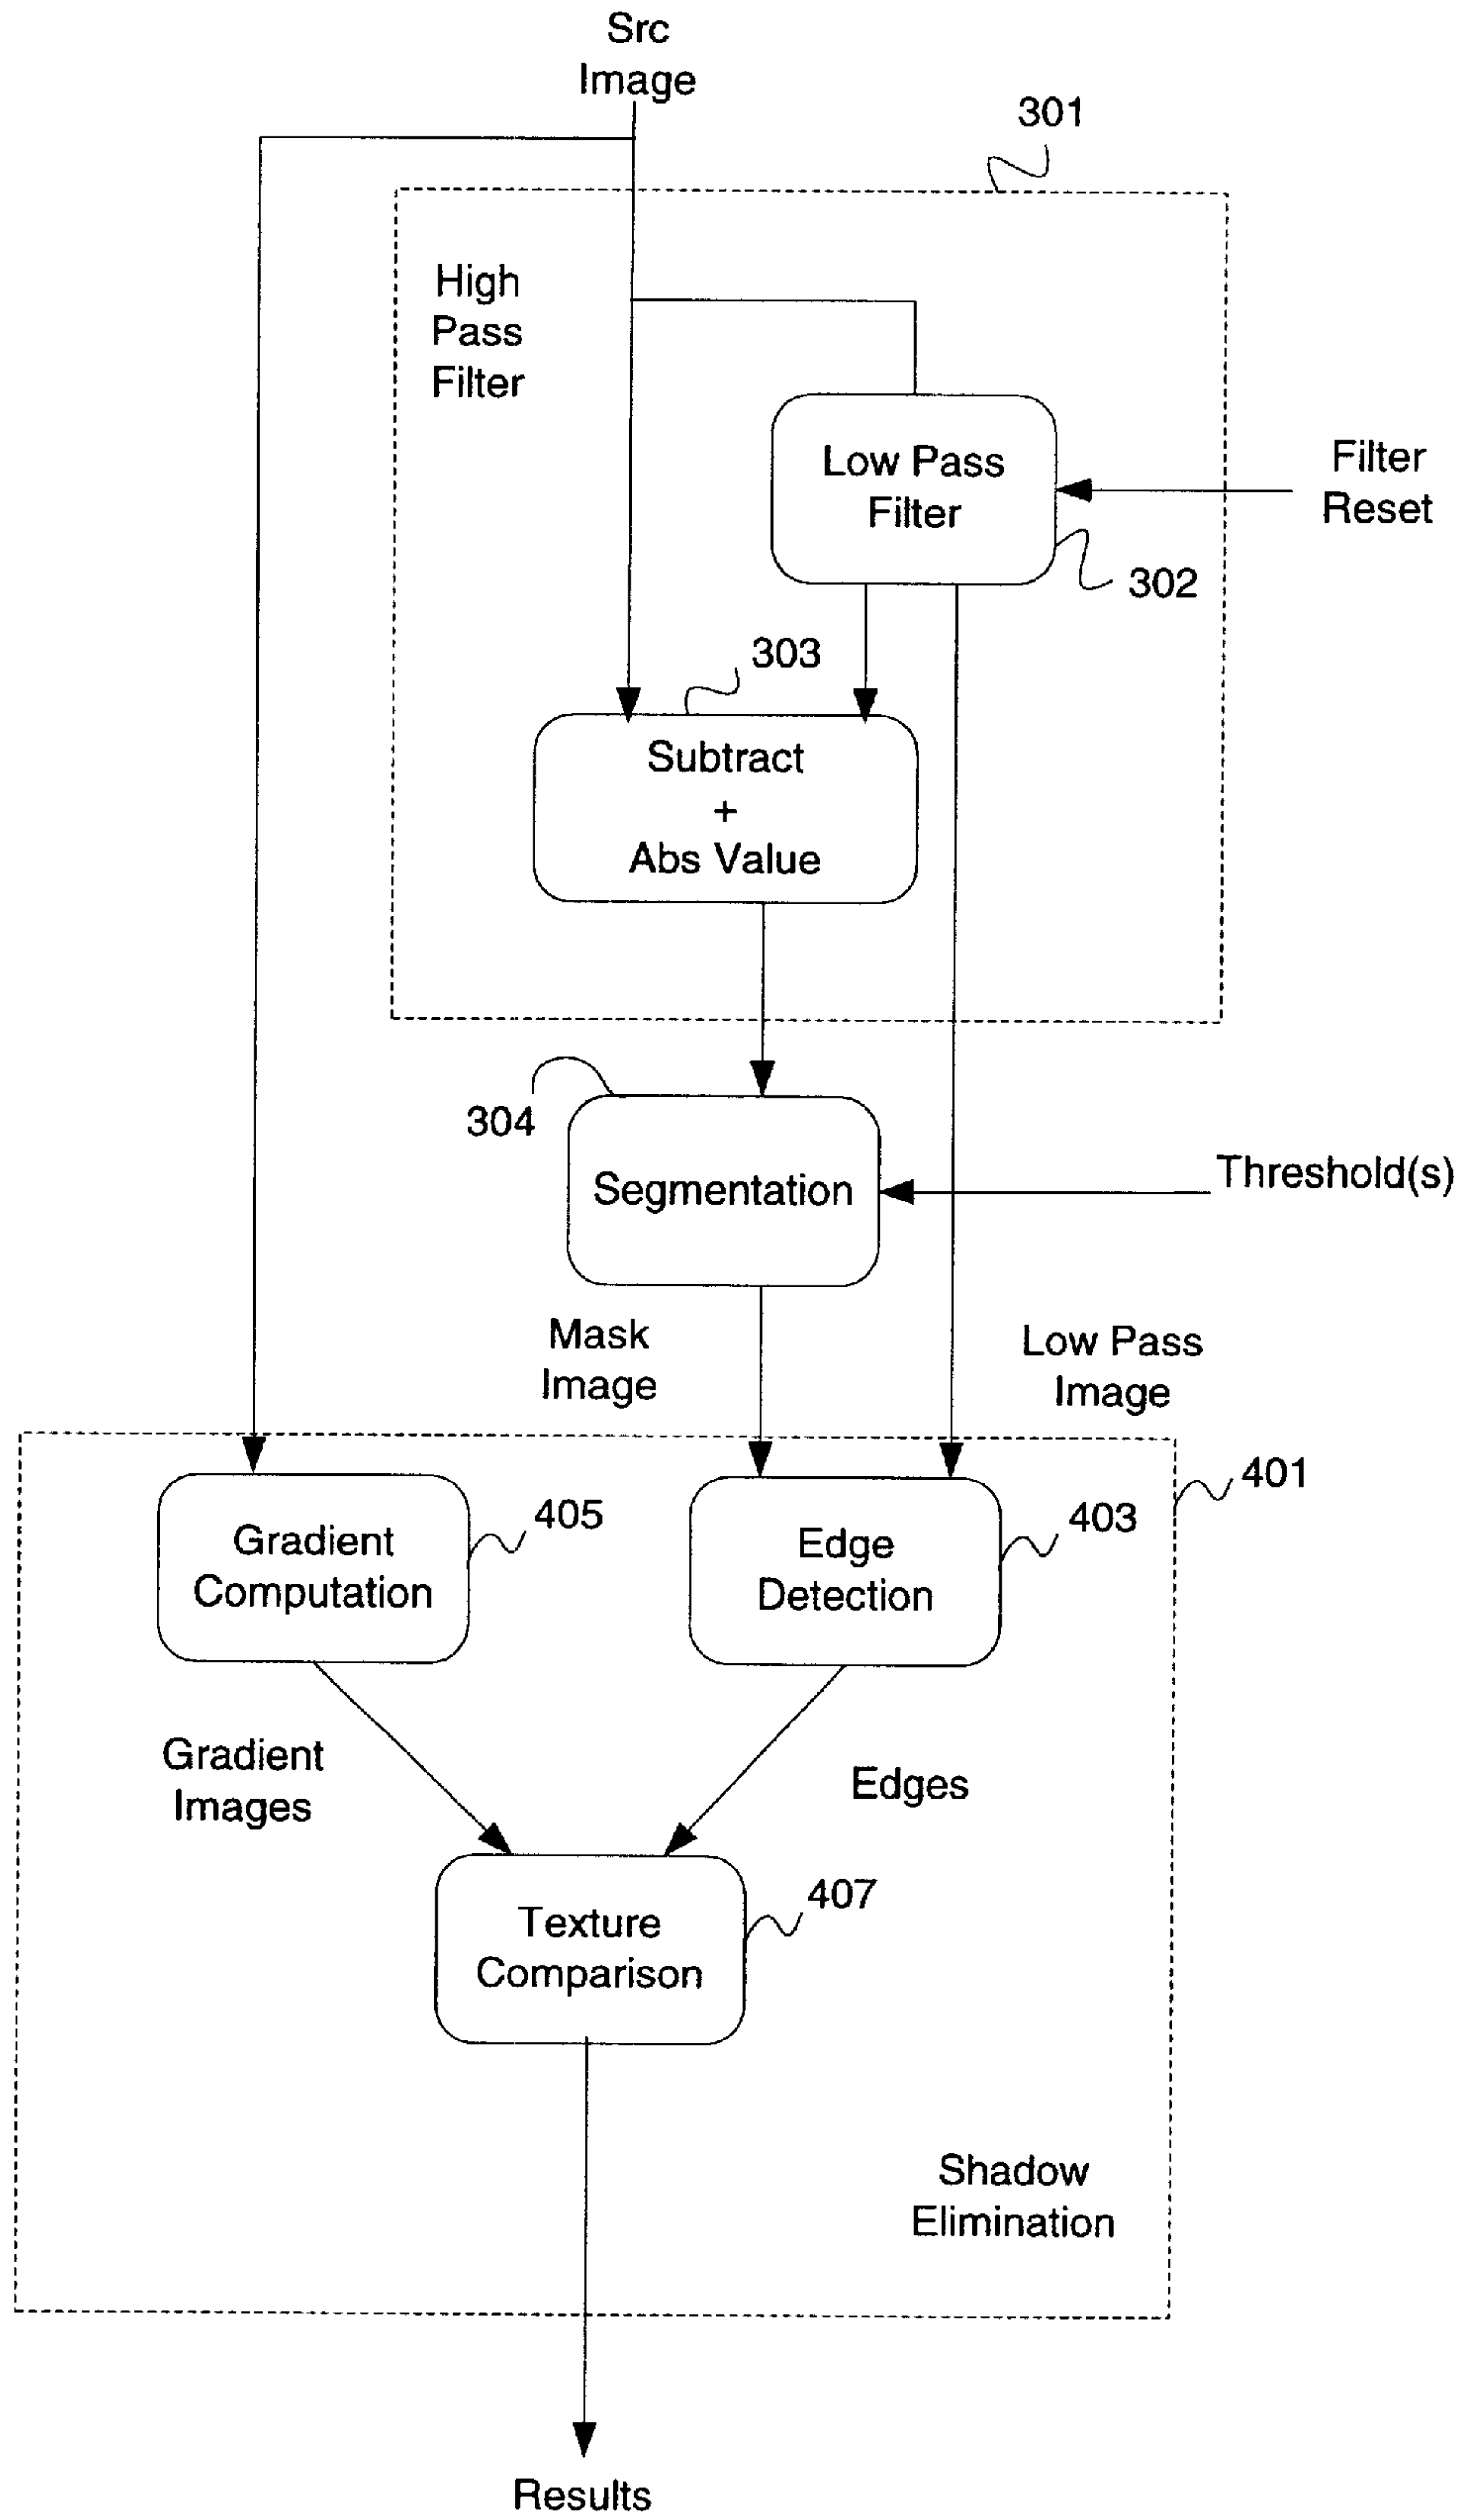 Src
Image
301
High
Pass
Filter
Low Pass
Filter
Filter
Reset
302
303
Subtract
+
Abs Value
304
Segmentation
Threshold(s)
Mask
Image
Low Pass
Image
401
405
403
Gradient
Computation
Edge
Detection
Gradient
Images
Edges
407
Texture
Comparison
Shadow
Elimination
Results